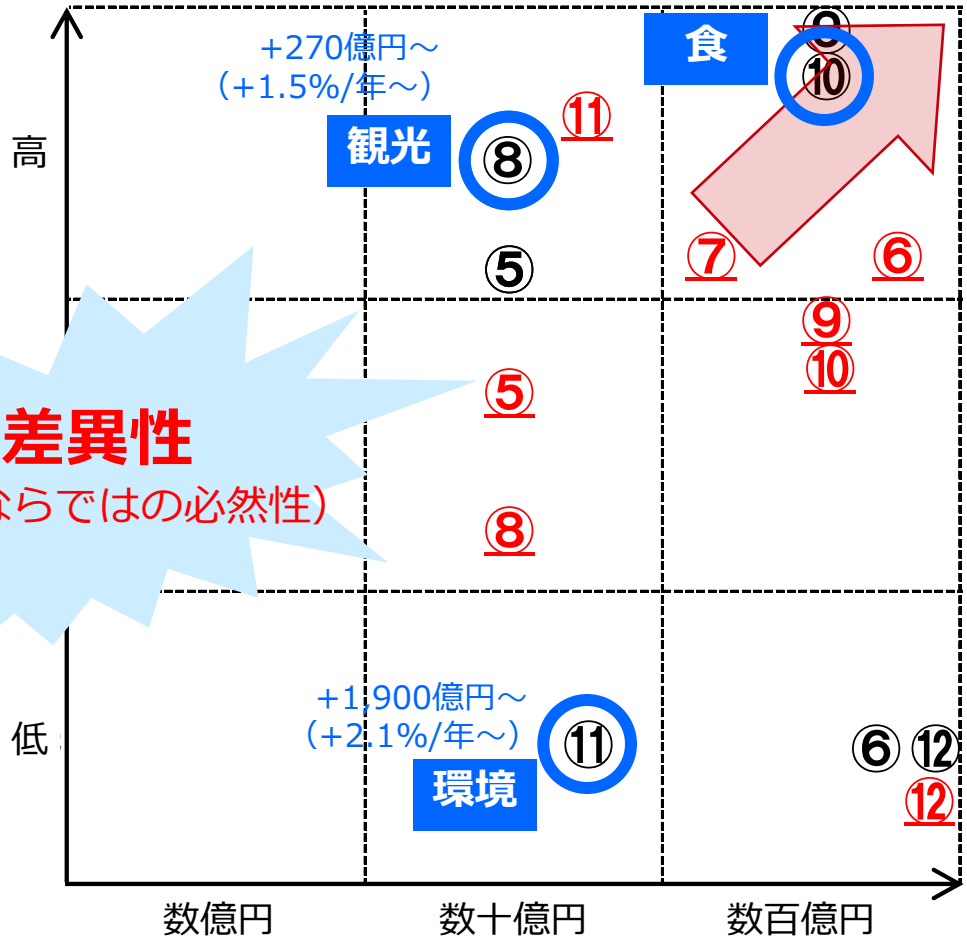 ⑨
食
+270億円~
⑩
(+1.5%/年~)
⑪
観光
高
⑧
⑦
⑥
⑤
⑨
⑩
⑤
差異性
ならではの必然性)
⑧
+1,900億円~
(+2.1%/年~)
低
⑪
⑥ ⑫
環境
⑫
数億円
数十億円
数百億円